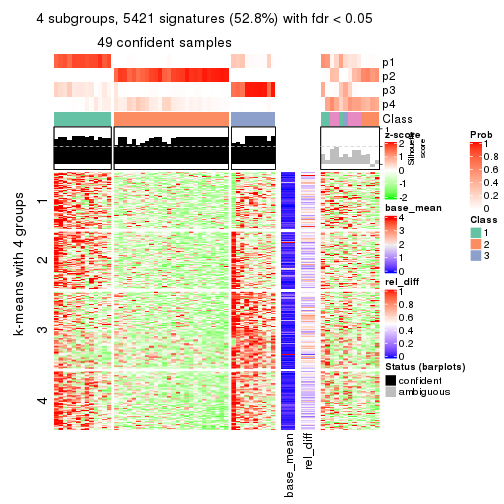 4 subgroups, 5421 signatures (52.8%) with fdr < 0.05
49 confident samples
p1
p2
p3
p4
Class
1
Silhouette
score
z-score
2
1
0
-1
-2
base_mean
4
3
2
1
0
rel_diff
1
0.8
0.6
0.4
0.2
0
Status (barplots)
confident
ambiguous
Prob
1
0.8
0.6
0.4
0.2
0
Class
1
2
3
k-means with 4 groups
1
2
3
4
base_mean
rel_diff